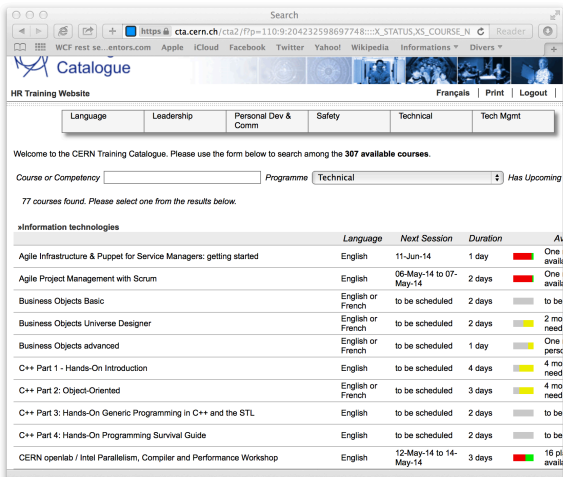 Search
https cta.cern.ch/cta2/f?p=110:9:204232598697748::::X_STATUS,XS_COURSE_N Reader
WCF rest se...entors.com Apple iCloud Facebook Twitter Yahoo! Wikipedia Informations Divers
Catalogue
HR Training Website Français | Print | Logout |
Language Leadership Personal Dev & Comm Safety Technical Tech Mgmt
Welcome to the CERN Training Catalogue. Please use the form below to search among the 307 available courses.
Course or Competency Programme Technical Has Upcoming
77 courses found. Please select one from the results below.
»Information technologies
Language Next Session Duration Av
Agile Infrastructure & Puppet for Service Managers: getting started English 11-Jun-14 1 day One availa
Agile Project Management with Scrum English 06-May-14 to 07-May-14 2 days One availa
Business Objects Basic English or French to be scheduled 2 days to be
Business Objects Universe Designer English or French to be scheduled 2 days 2 mo need
Business Objects advanced English or French to be scheduled 1 day One perso
C++ Part 1 - Hands-On Introduction English to be scheduled 4 days 4 mo need
C++ Part 2: Object-Oriented English or French to be scheduled 3 days 4 mo need
C++ Part 3: Hands-On Generic Programming in C++ and the STL English to be scheduled 2 days to be
C++ Part 4: Hands-On Programming Survival Guide English to be scheduled 2 days to be
CERN openlab / Intel Parallelism, Compiler and Performance Workshop English 12-May-14 to 14-May-14 3 days 16 pl availa